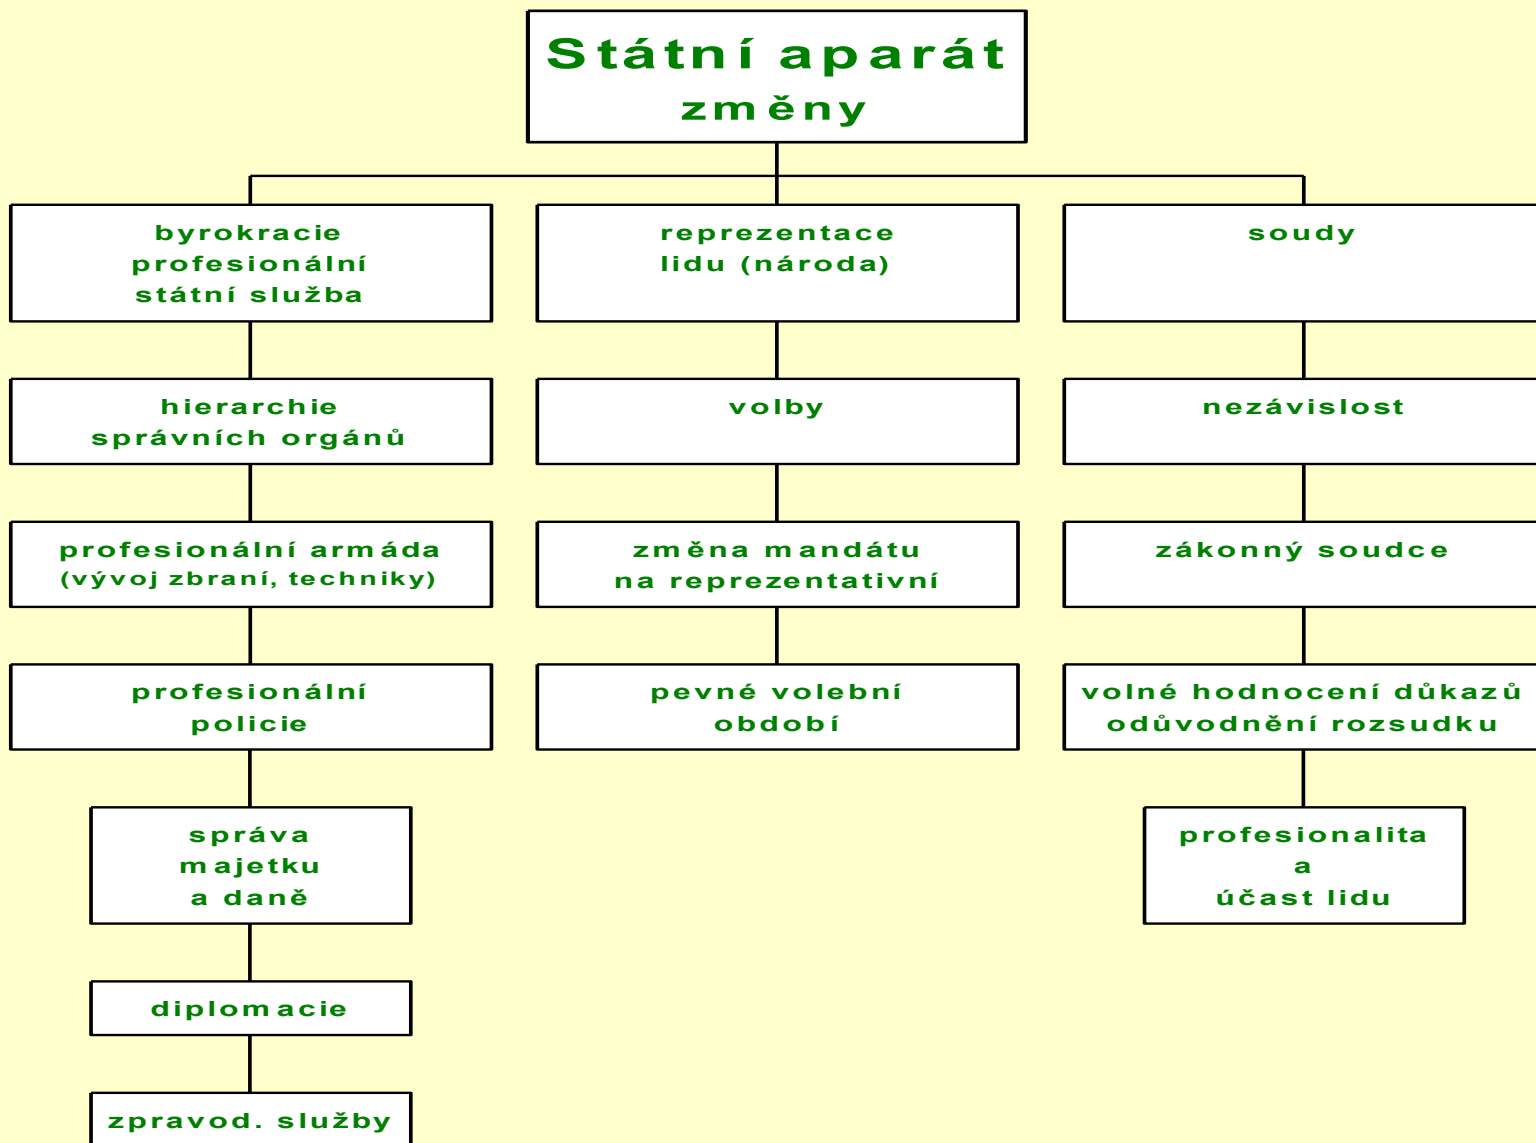 Státní aparát
změny
byrokracie
profesionální
státní služba
reprezentace
lidu (národa)
soudy
hierarchie
správních orgánů
volby
nezávislost
profesionální armáda
(vývoj zbraní, techniky)
změna mandátu
na reprezentativní
zákonný soudce
profesionální
policie
pevné volební
období
volné hodnocení důkazů
odůvodnění rozsudku
správa
majetku
a daně
profesionalita
a
účast lidu
diplomacie
zpravod. služby